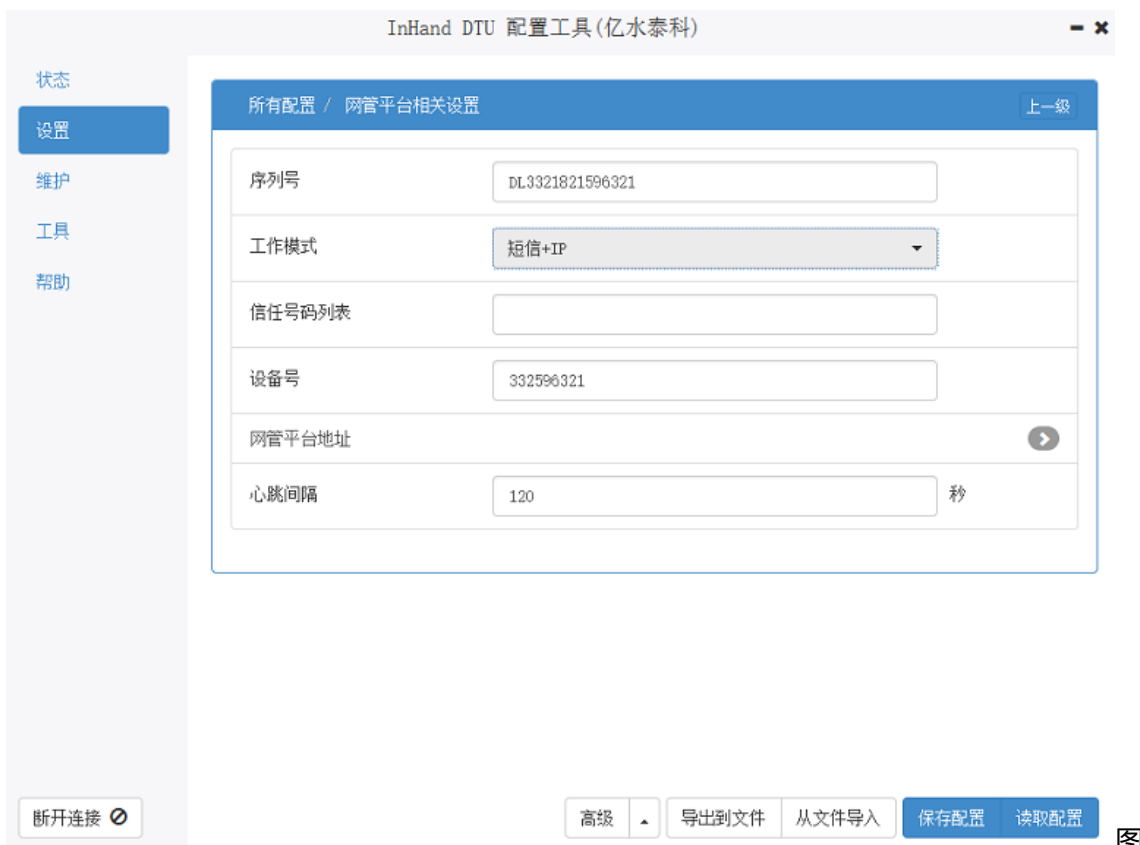 InHand DTU 配置工具(亿水泰科)
状态
设置
维护
工具
帮助
所有配置 / 网管平台相关设置 上一级
序列号 DL3321821596321
工作模式 短信+IP
信任号码列表
设备号 332596321
网管平台地址
心跳间隔 120 秒
断开连接 高级 导出到文件 从文件导入 保存配置 读取配置
图